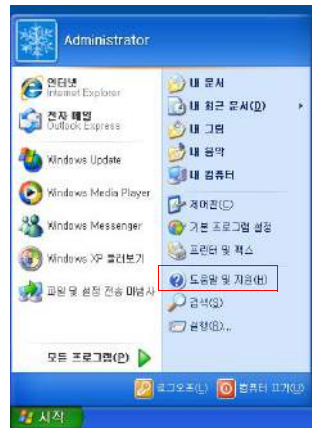 Administrator
인터넷
Internet Explorer
전자 메일
Outlook Express
Windows Update
Windows Media Player
Windows Messenger
Windows XP 둘러보기
파일 및 설정 전송 마법사
모든 프로그램(P)
내 문서
내 최근 문서(D)
내 그림
내 음악
내 컴퓨터
제어판(C)
기본 프로그램 설정
프린터 및 팩스
도움말 및 지원(H)
검색(S)
실행(R)...
로그오프(L)
컴퓨터 끄기(U)
시작